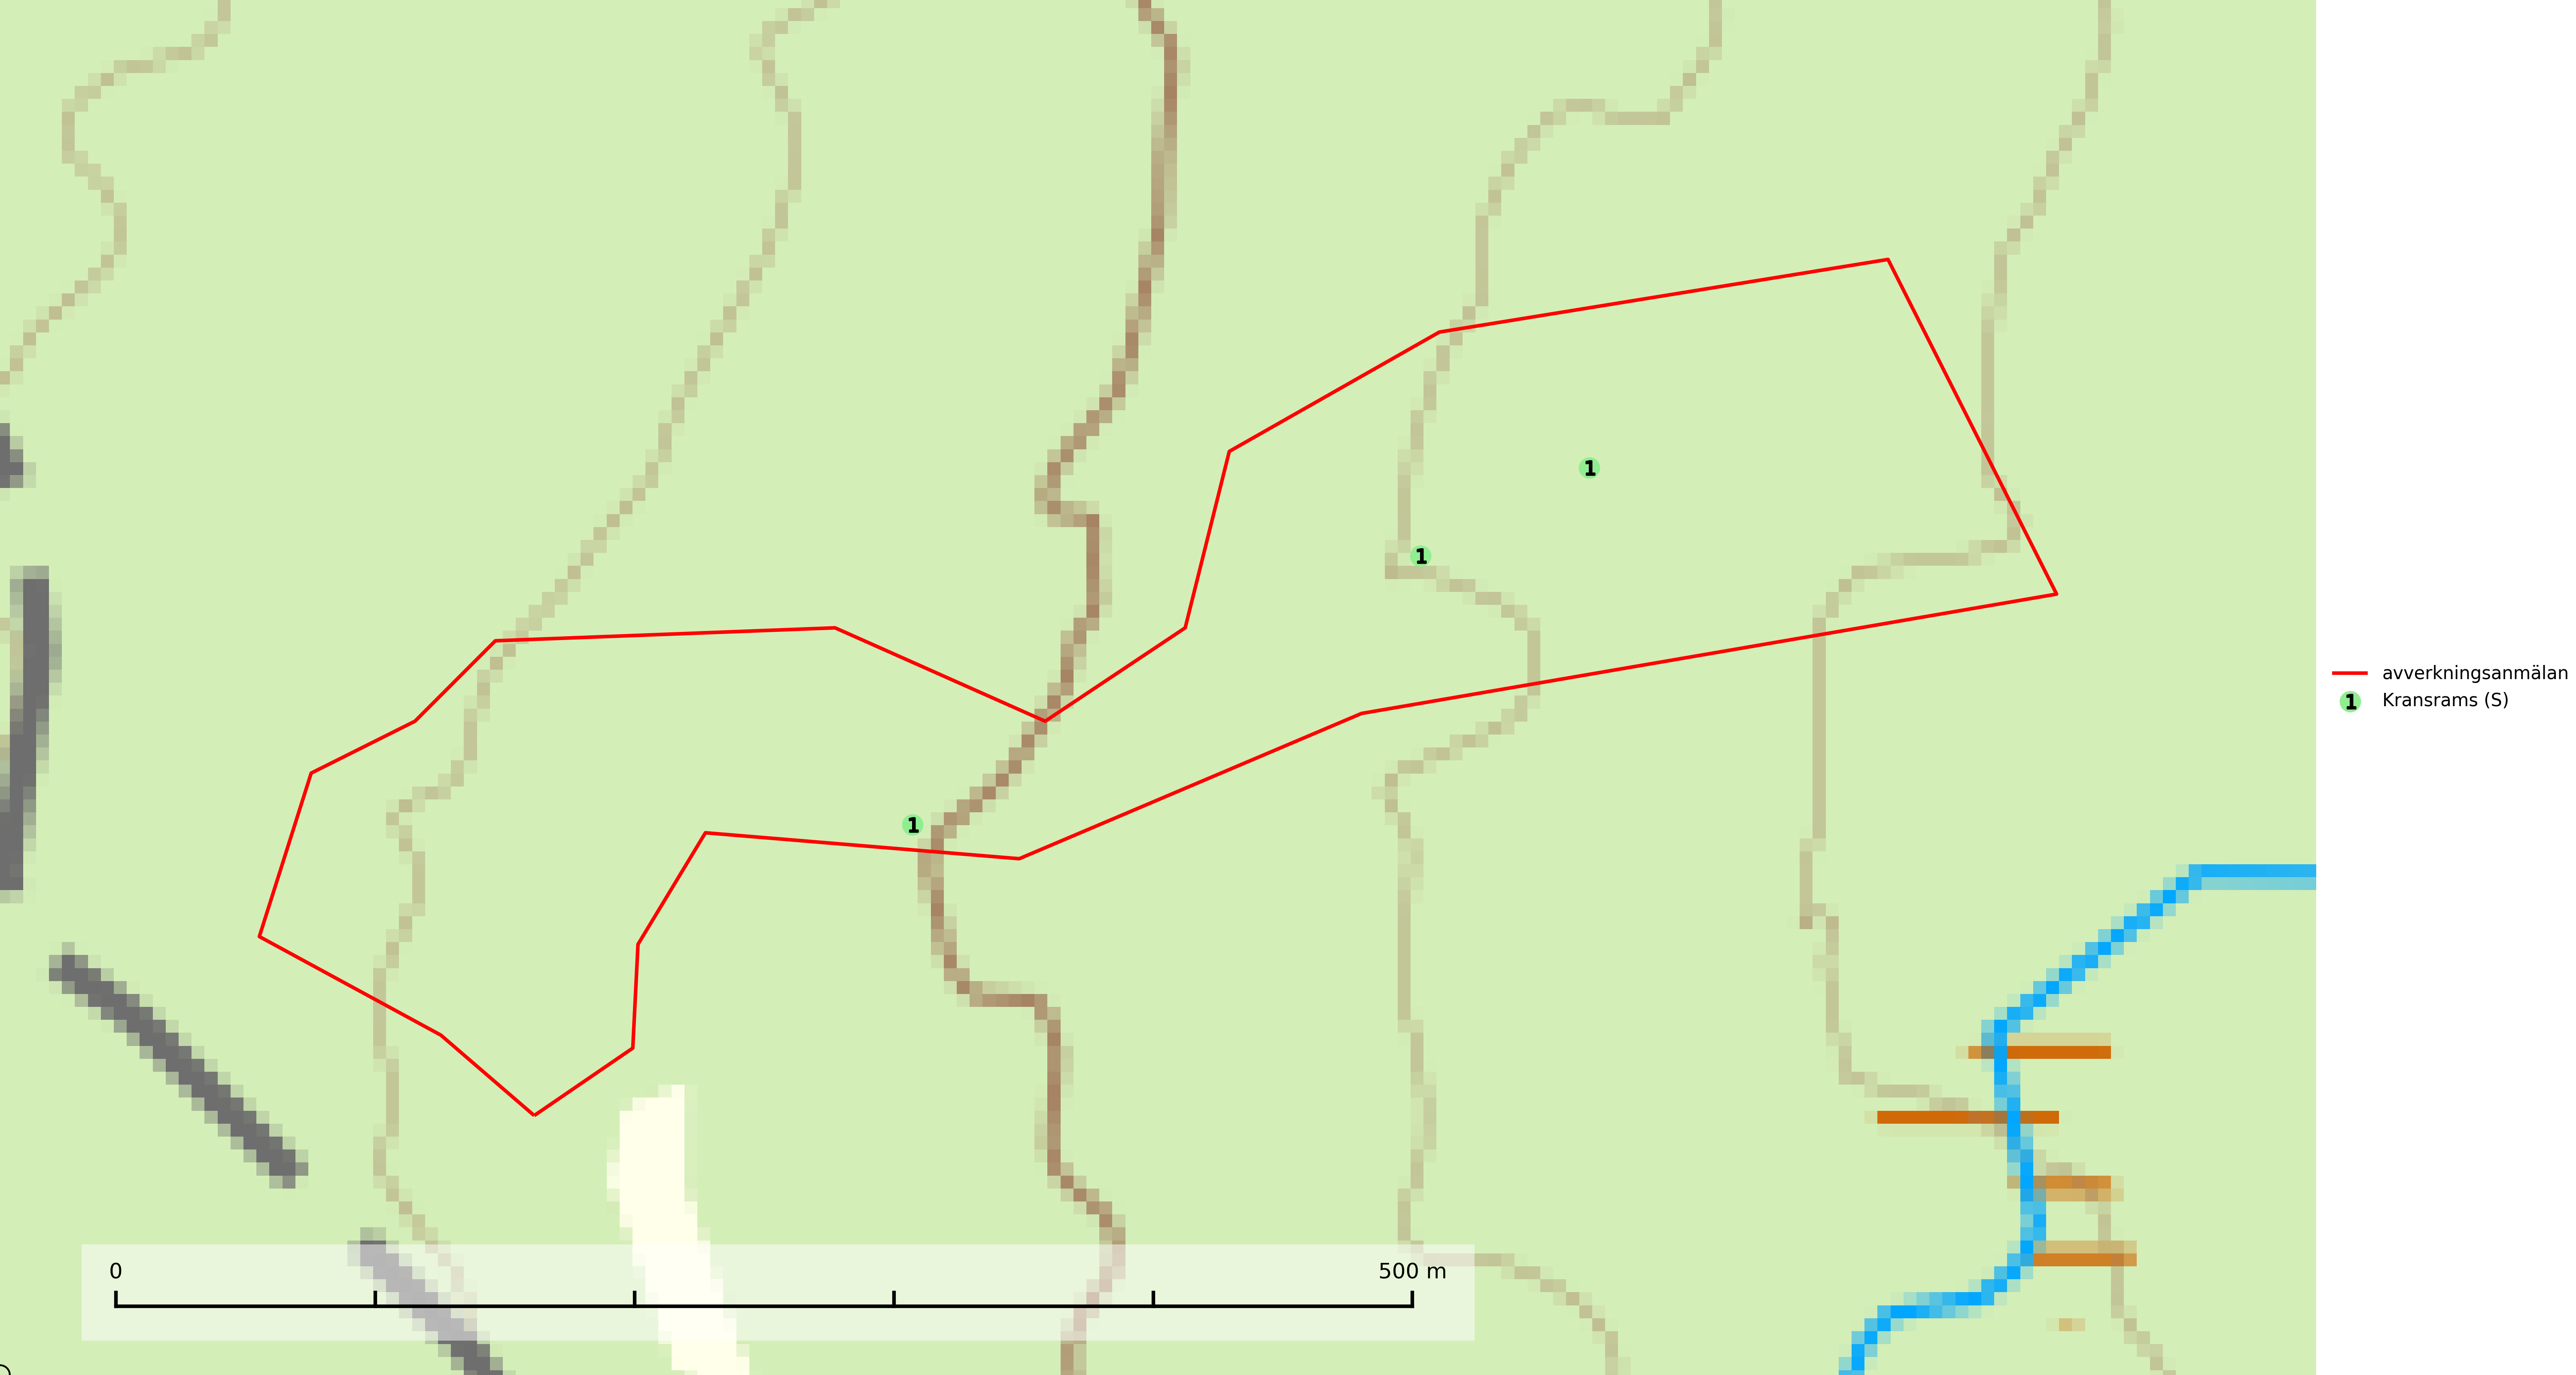 1
1
1
avverkningsanmälan
1 Kransrams (S)
0 500 m